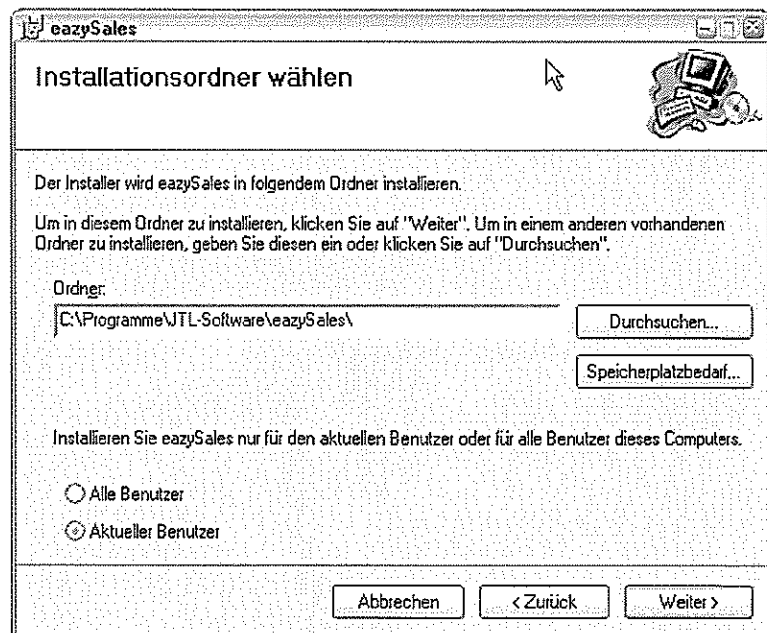 eazySales
Installationsordner wählen
Der Installer wird eazySales in folgendem Ordner installieren.
Um in diesem Ordner zu installieren, klicken Sie auf "Weiter". Um in einem anderen vorhandenen
Ordner zu installieren, geben Sie diesen ein oder klicken Sie auf "Durchsuchen".
Ordner:
C:\Programme\JTL-Software\eazySales\
Durchsuchen...
Speicherplatzbedarf...
Installieren Sie eazySales nur für den aktuellen Benutzer oder für alle Benutzer dieses Computers.
Alle Benutzer
Aktueller Benutzer
Abbrechen
< Zurück
Weiter >